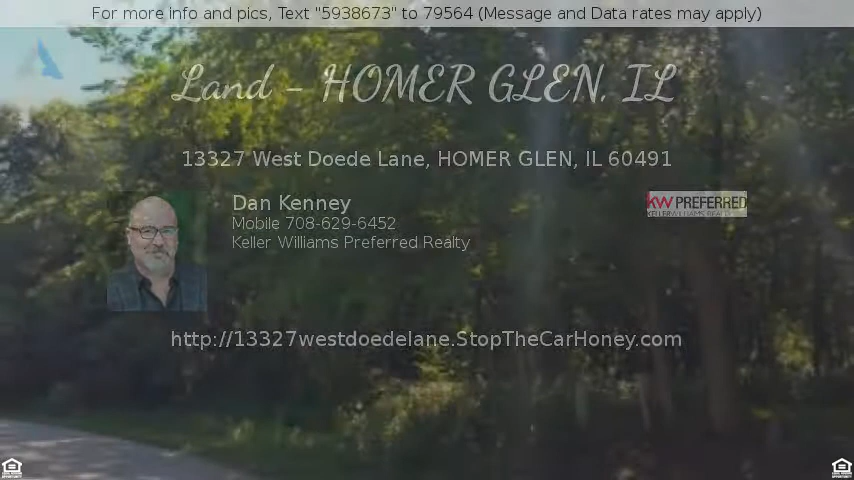 For more info and pics, Text "5938673" to 79564 (Message and Data rates may apply)
Land - HOMER GLEN, IL
13327 West Doede Lane, HOMER GLEN, IL 60491
Dan Kenney
Mobile 708-629-6452
Keller Williams Preferred Realty
kw PREFERRED
KELLERWILLIAMS REALTY
http://13327westdoedelane.StopTheCarHoney.com